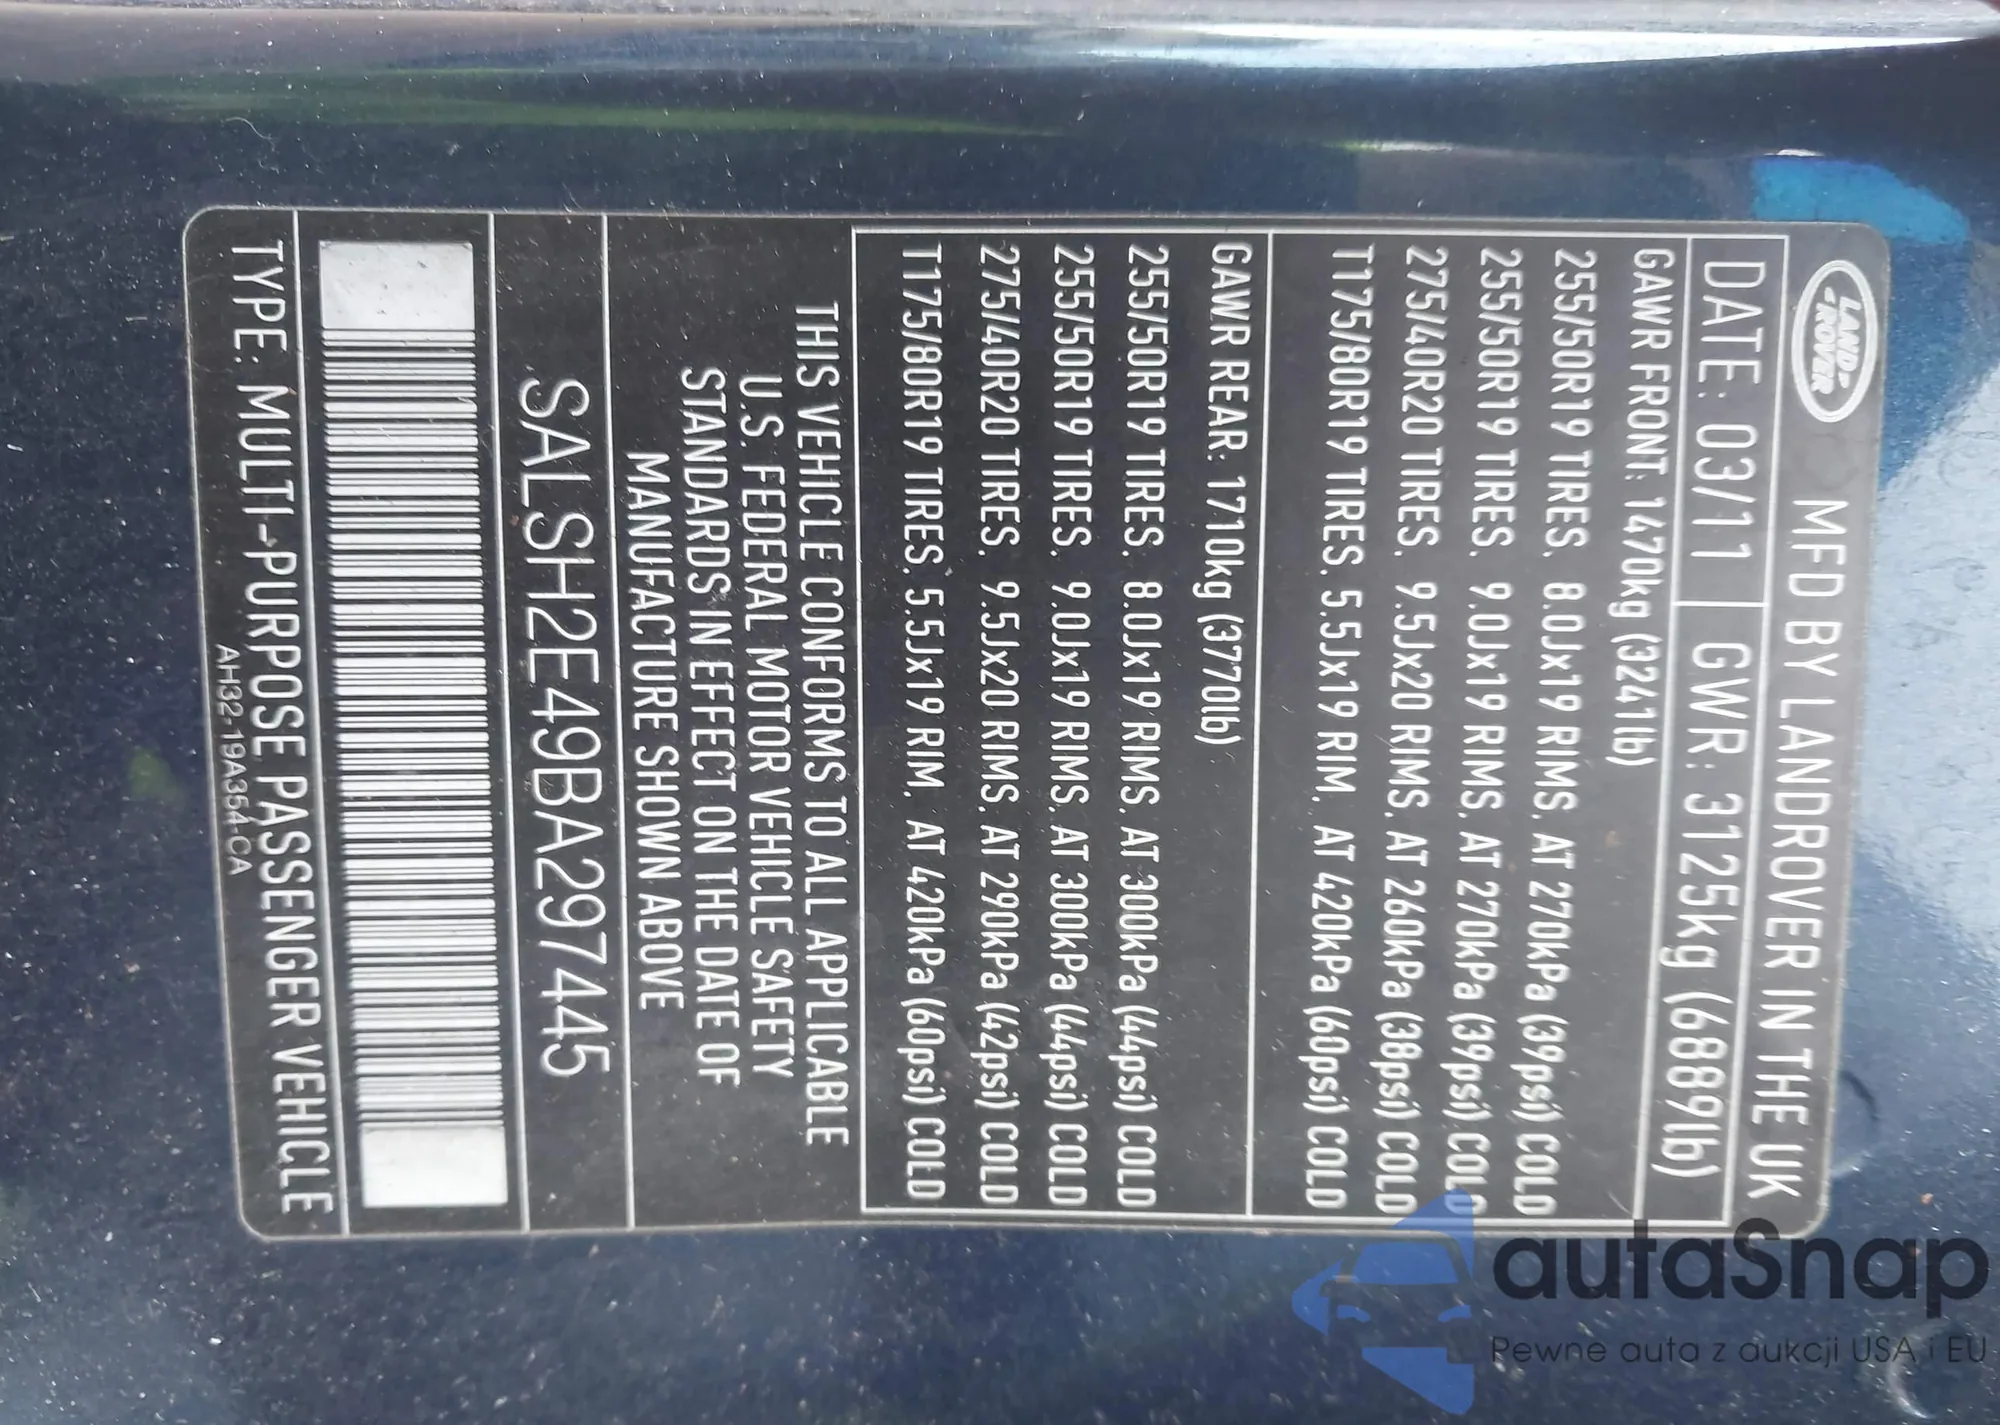 LAND ROVER
MFD BY LANDROVER IN THE UK
DATE: 03/11 GWR: 3125kg (6889lb)
GAWR FRONT: 1470kg (3241lb)
255/50R19 TIRES. 8.0Jx19 RIMS. AT 270kPa (39psi) COLD
255/50R19 TIRES. 9.0Jx19 RIMS. AT 270kPa (39psi) COLD
275/40R20 TIRES. 9.5Jx20 RIMS. AT 260kPa (38psi) COLD
T175/80R19 TIRES. 5.5Jx19 RIM. AT 420kPa (60psi) COLD
GAWR REAR: 1710kg (3770lb)
255/50R19 TIRES. 8.0Jx19 RIMS. AT 300kPa (44psi) COLD
255/50R19 TIRES. 9.0Jx19 RIMS. AT 300kPa (44psi) COLD
275/40R20 TIRES. 9.5Jx20 RIMS. AT 290kPa (42psi) COLD
T175/80R19 TIRES. 5.5Jx19 RIM. AT 420kPa (60psi) COLD
THIS VEHICLE CONFORMS TO ALL APPLICABLE
U.S. FEDERAL MOTOR VEHICLE SAFETY
STANDARDS IN EFFECT ON THE DATE OF
MANUFACTURE SHOWN ABOVE
SALSH2E49BA297445
TYPE: MULTI-PURPOSE PASSENGER VEHICLE
AH32-19A354-CA
autaSnap
Pewne auta z aukcji USA i EU